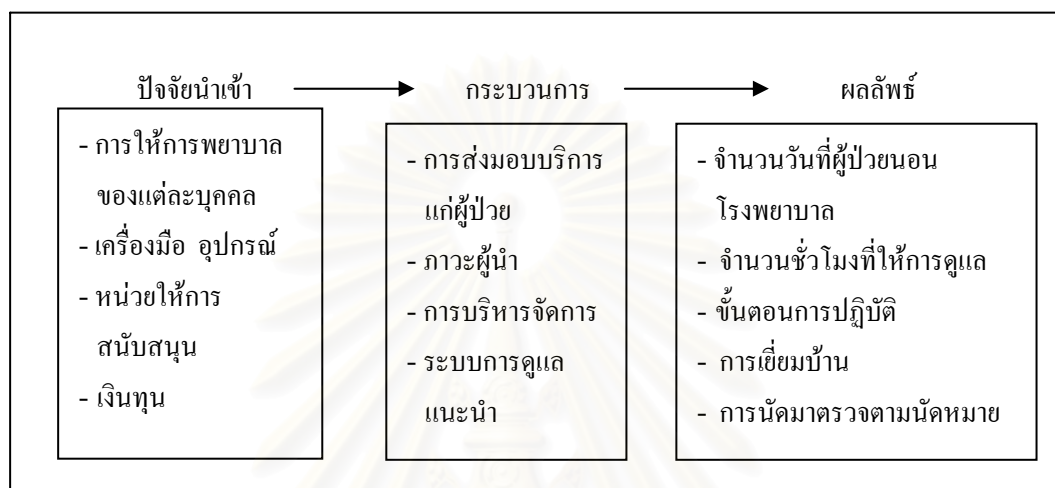 ปัจจัยนำเข้า
กระบวนการ
ผลลัพธ์
- การให้การพยาบาล
ของแต่ละบุคคล
- เครื่องมือ อุปกรณ์
- หน่วยให้การ
สนับสนุน
- เงินทุน
- การส่งมอบบริการ
แก่ผู้ป่วย
- ภาวะผู้นำ
- การบริหารจัดการ
- ระบบการดูแล
แนะนำ
- จำนวนวันที่ผู้ป่วยนอน
โรงพยาบาล
- จำนวนชั่วโมงที่ให้การดูแล
- ขั้นตอนการปฏิบัติ
- การเยี่ยมบ้าน
- การนัดมาตรวจตามนัดหมาย